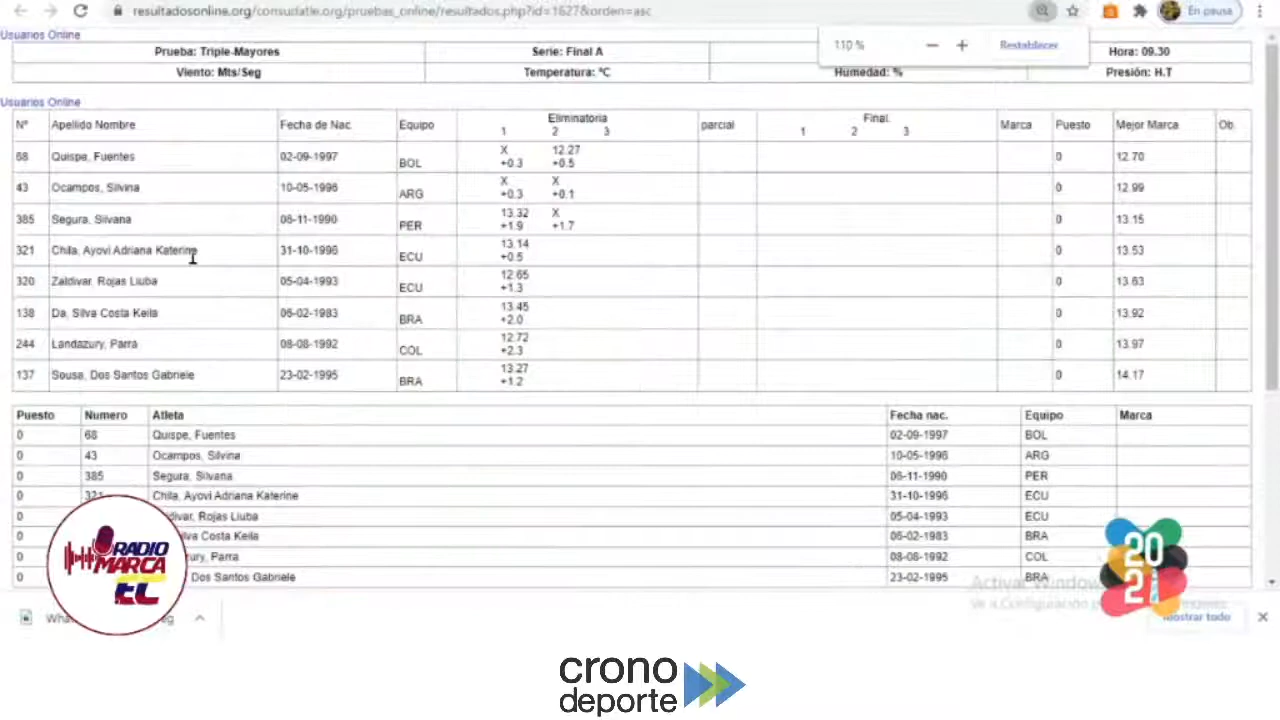 resultadosonline.org/consudatle.org/pruebas_online/resultados.php?id=1627&orden=asc
En pausa
110 %
Restablecer
Usuarios Online
Prueba: Triple-Mayores Serie: Final A Hora: 09.30
Viento: Mts/Seg Temperatura: ºC Humedad: % Presión: H.T
Usuarios Online
Nº Apellido Nombre Fecha de Nac. Equipo Eliminatoria parcial Final. Marca Puesto Mejor Marca Ob.
1 2 3 1 2 3
68 Quispe, Fuentes 02-09-1997 BOL X 12.27 0 12.70
+0.3 +0.5
43 Ocampos, Silvina 10-05-1996 ARG X X 0 12.99
+0.3 +0.1
385 Segura, Silvana 06-11-1990 PER 13.32 X 0 13.15
+1.9 +1.7
321 Chila, Ayovi Adriana Katerine 31-10-1996 ECU 13.14 0 13.53
+0.5
320 Zaldivar, Rojas Liuba 05-04-1993 ECU 12.65 0 13.63
+1.3
138 Da, Silva Costa Keila 06-02-1983 BRA 13.45 0 13.92
+2.0
244 Landazury, Parra 08-08-1992 COL 12.72 0 13.97
+2.3
137 Sousa, Dos Santos Gabriele 23-02-1995 BRA 13.27 0 14.17
+1.2
Puesto Numero Atleta Fecha nac. Equipo Marca
0 68 Quispe, Fuentes 02-09-1997 BOL
0 43 Ocampos, Silvina 10-05-1996 ARG
0 385 Segura, Silvana 06-11-1990 PER
0 321 Chila, Ayovi Adriana Katerine 31-10-1996 ECU
0 divar, Rojas Liuba 05-04-1993 ECU
0 ilva Costa Keila 06-02-1983 BRA
0 zury, Parra 08-08-1992 COL
0 Dos Santos Gabriele 23-02-1995 BRA
RADIO
MARCA
EC
20
21
Activar Windows
Ve a Configuración
Mostrar todo
crono
deporte